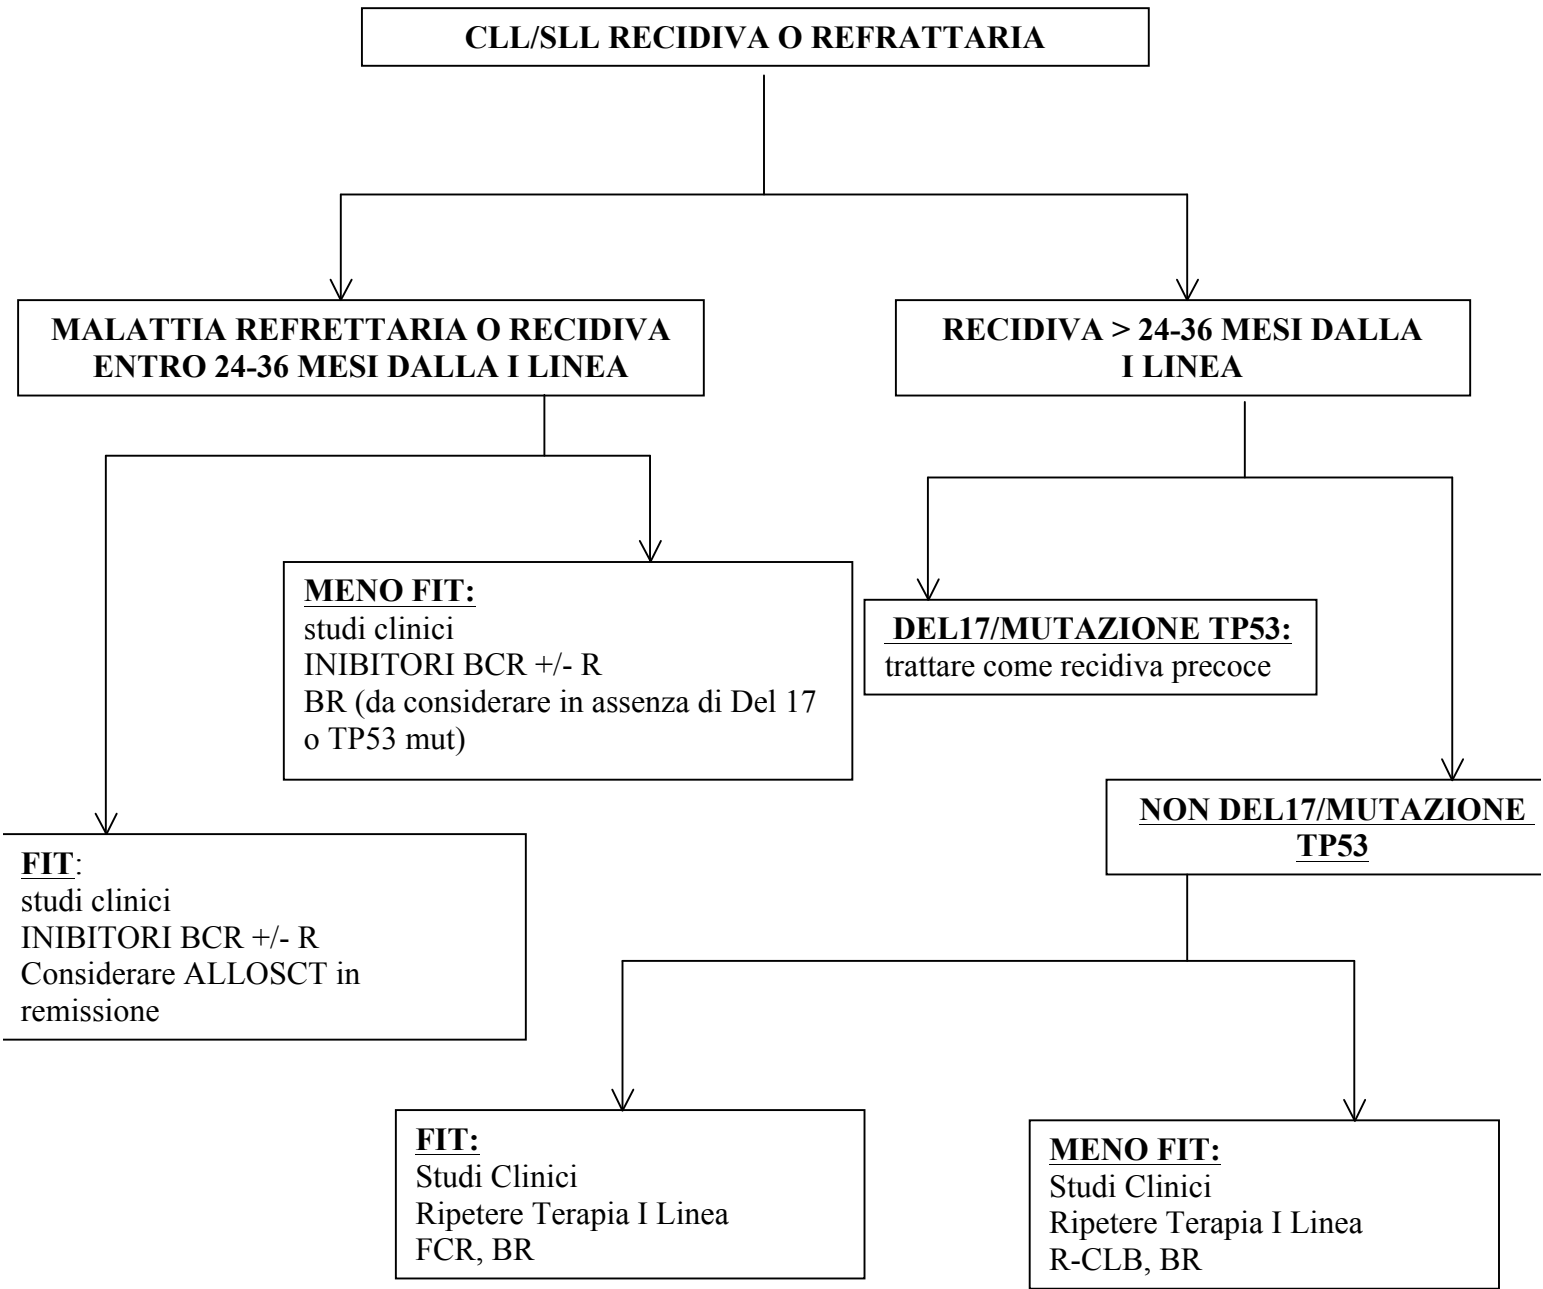 CLL/SLL RECIDIVA O REFRATTARIA
MALATTIA REFRETTARIA O RECIDIVA
ENTRO 24-36 MESI DALLA I LINEA
RECIDIVA > 24-36 MESI DALLA
I LINEA
MENO FIT:
studi clinici
INIBITORI BCR +/- R
BR (da considerare in assenza di Del 17
o TP53 mut)
DEL17/MUTAZIONE TP53:
trattare come recidiva precoce
NON DEL17/MUTAZIONE
TP53
FIT:
studi clinici
INIBITORI BCR +/- R
Considerare ALLOSCT in
remissione
FIT:
Studi Clinici
Ripetere Terapia I Linea
FCR, BR
MENO FIT:
Studi Clinici
Ripetere Terapia I Linea
R-CLB, BR